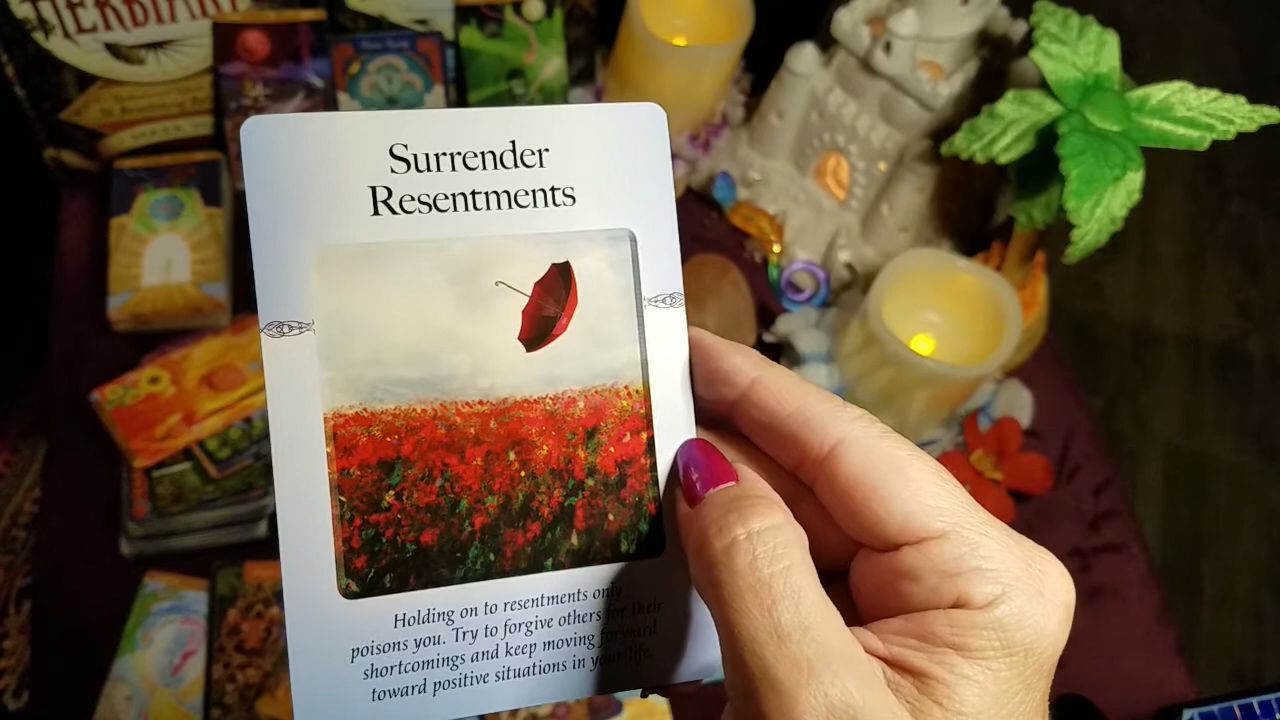 HERBIARY
Surrender
Resentments
Holding on to resentments only
poisons you. Try to forgive others for their
shortcomings and keep moving forward
toward positive situations in your life.